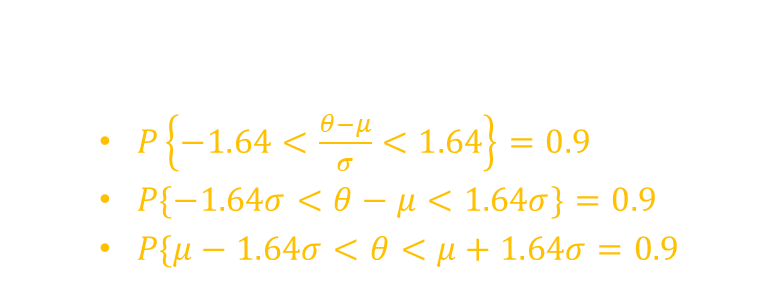 • P{−1.64 < (θ−μ)/σ < 1.64} = 0.9
• P{−1.64σ < θ − μ < 1.64σ} = 0.9
• P{μ − 1.64σ < θ < μ + 1.64σ = 0.9